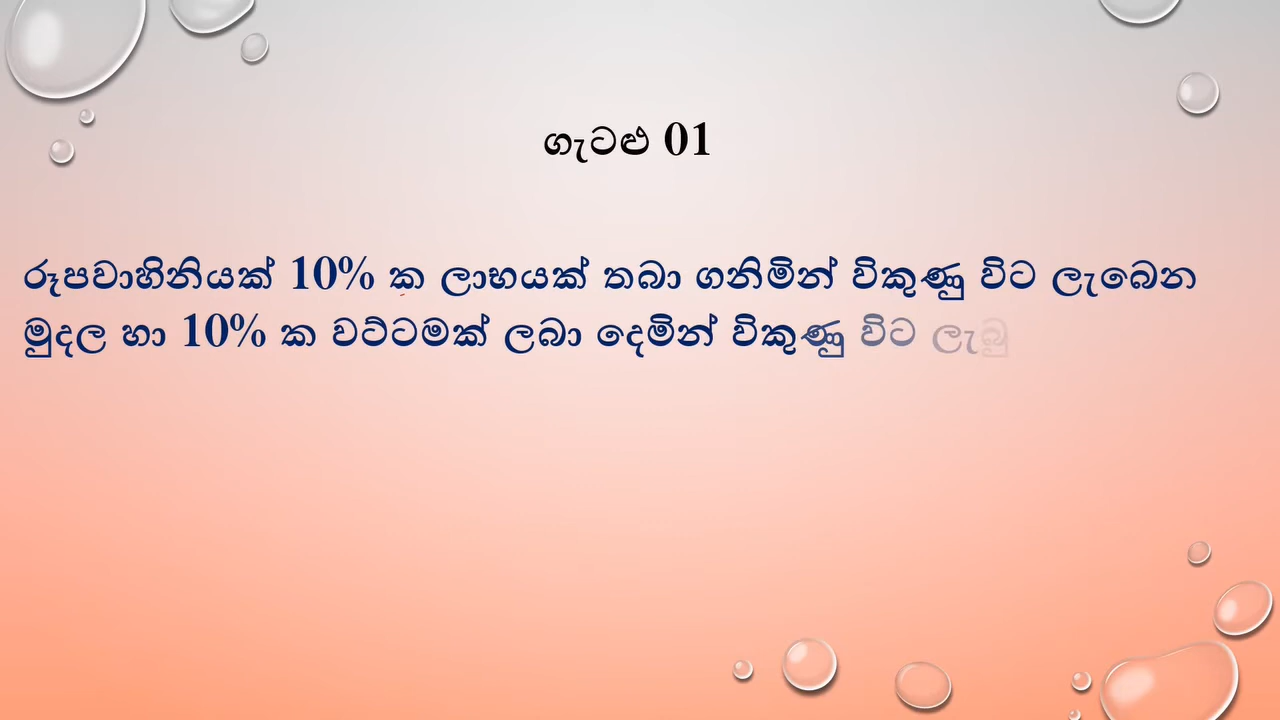 ගැටළු 01
රූපවාහිනියක් 10% ක ලාභයක් තබා ගනිමින් විකුණු විට ලැබෙන
මුදල හා 10% ක වට්ටමක් ලබා දෙමින් විකුණු විට ලැබු